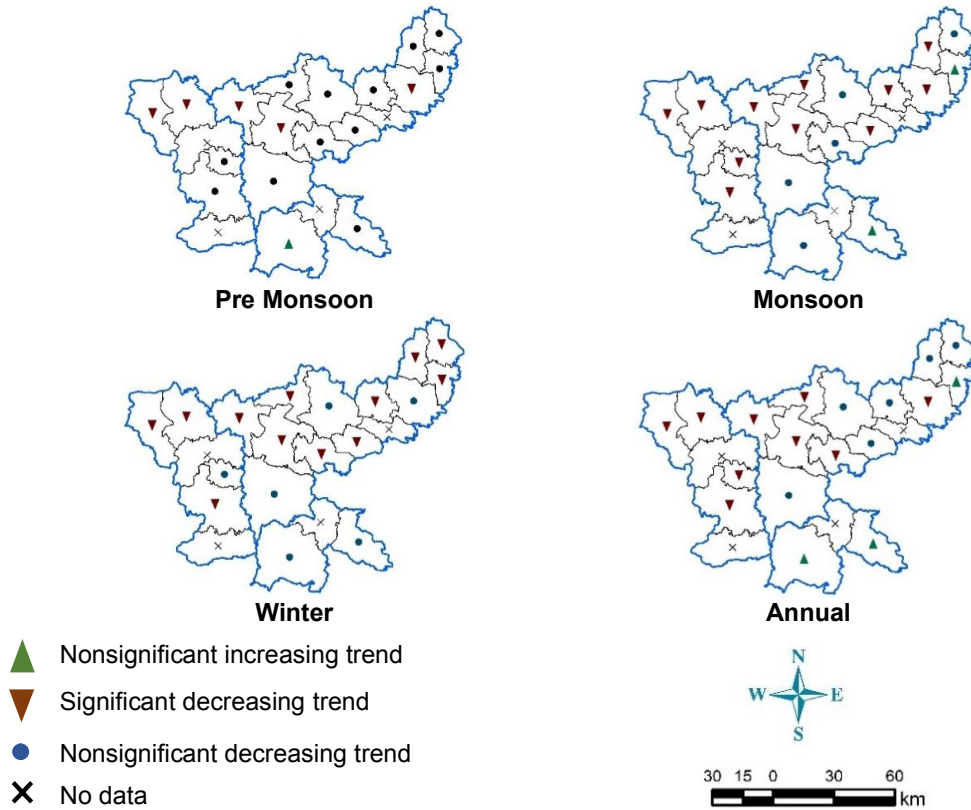 Pre Monsoon
Monsoon
Winter
Annual
Nonsignificant increasing trend
Significant decreasing trend
Nonsignificant decreasing trend
No data
N
W E
S
30 15 0 30 60
km